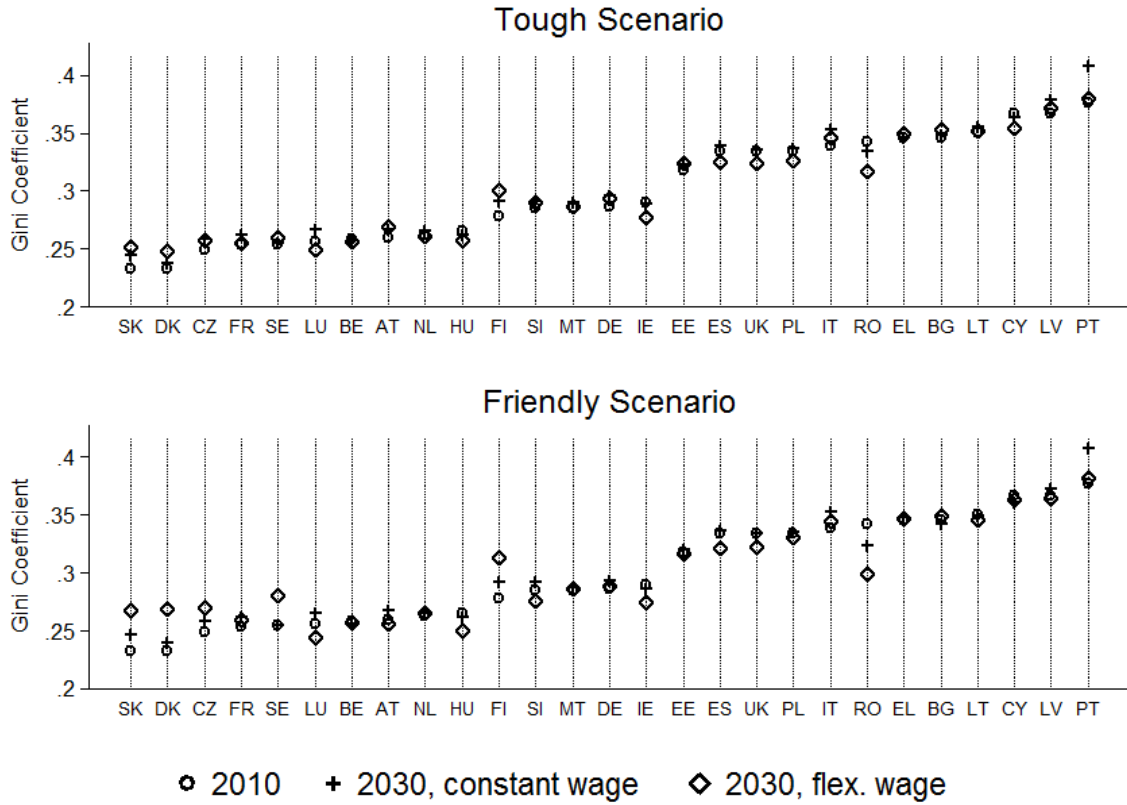 Tough Scenario
Gini Coefficient
.4
.35
.3
.25
.2
SK DK CZ FR SE LU BE AT NL HU FI SI MT DE IE EE ES UK PL IT RO EL BG LT CY LV PT
Friendly Scenario
Gini Coefficient
.4
.35
.3
.25
.2
SK DK CZ FR SE LU BE AT NL HU FI SI MT DE IE EE ES UK PL IT RO EL BG LT CY LV PT
2010 2030, constant wage 2030, flex. wage